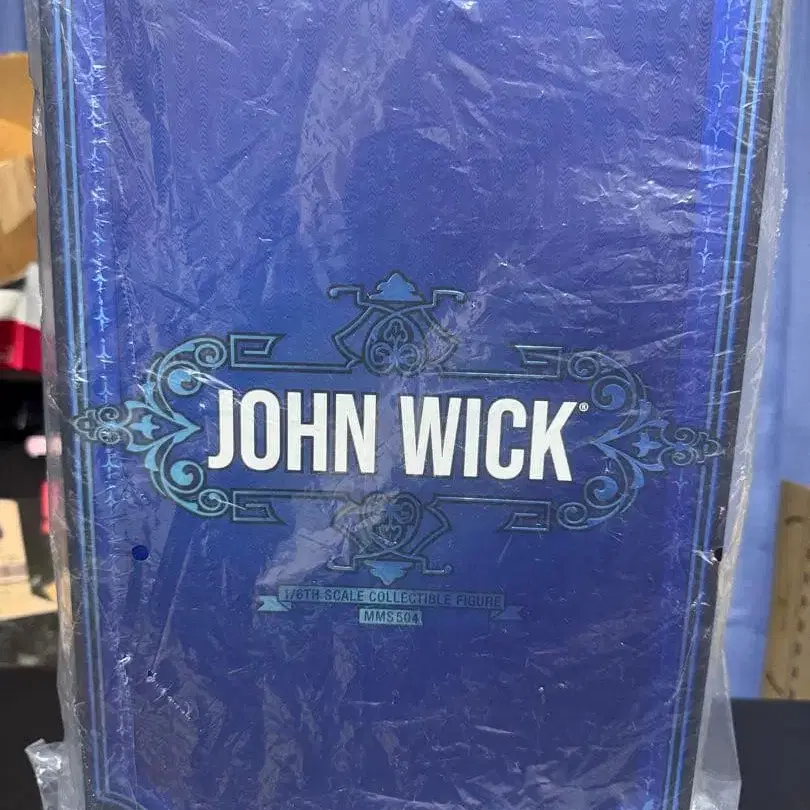 JOHN WICK®
1/6TH SCALE COLLECTIBLE FIGURE
MMS504